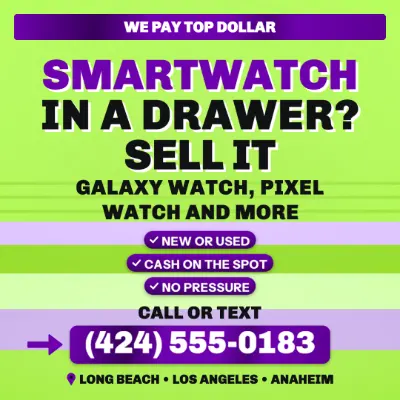 WE PAY TOP DOLLAR
SMARTWATCH
IN A DRAWER?
SELL IT
GALAXY WATCH, PIXEL
WATCH AND MORE
NEW OR USED
CASH ON THE SPOT
NO PRESSURE
CALL OR TEXT
(424) 555-0183
LONG BEACH • LOS ANGELES • ANAHEIM